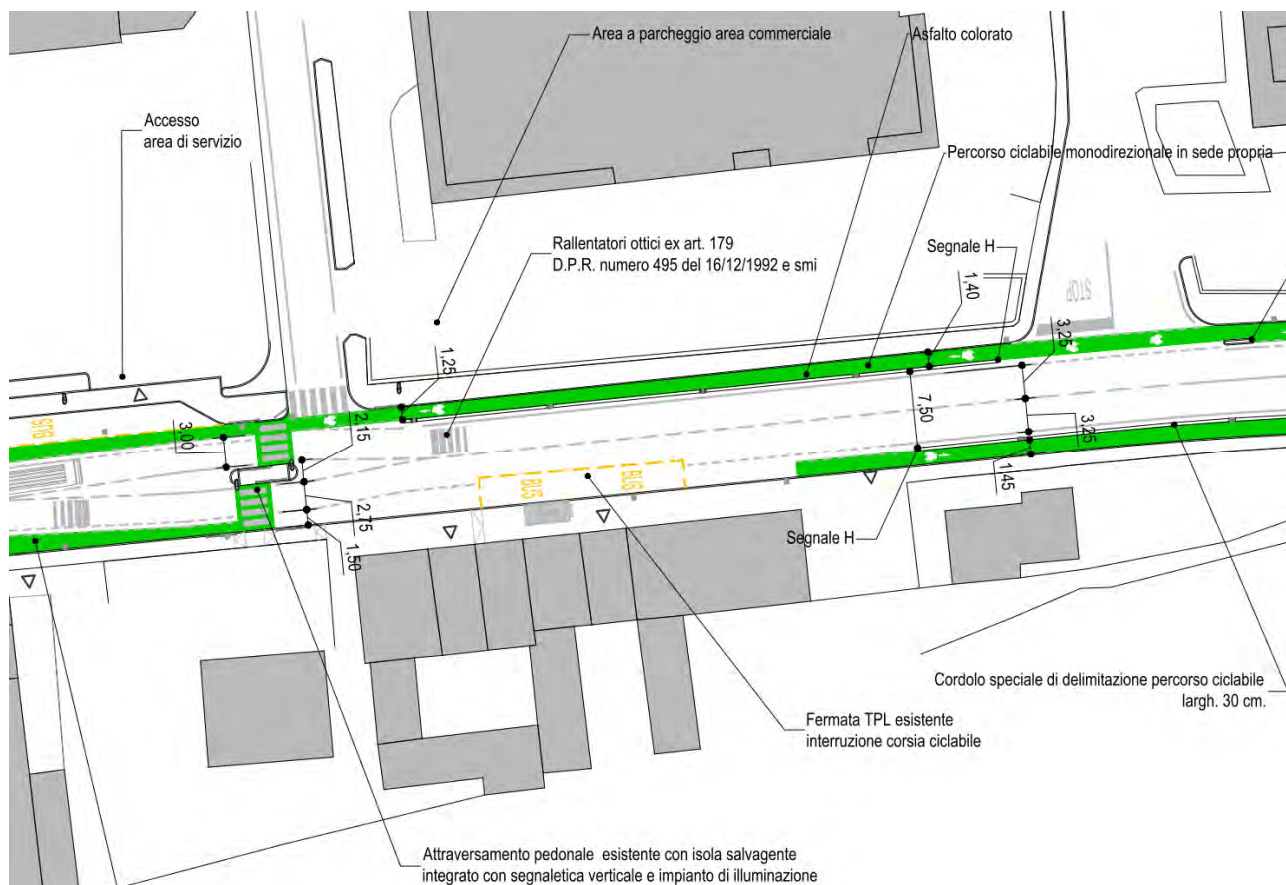 Area a parcheggio area commerciale
Asfalto colorato
Accesso
area di servizio
Percorso ciclabile monodirezionale in sede propria
Rallentatori ottici ex art. 179
D.P.R. numero 495 del 16/12/1992 e smi
Segnale H
1,40
STOP
3,25
1,25
7,50
BUS
3,00
2,15
3,25
1,45
BUS
BUS
2,75
1,50
Segnale H
Cordolo speciale di delimitazione percorso ciclabile
largh. 30 cm.
Fermata TPL esistente
interruzione corsia ciclabile
Attraversamento pedonale esistente con isola salvagente
integrato con segnaletica verticale e impianto di illuminazione